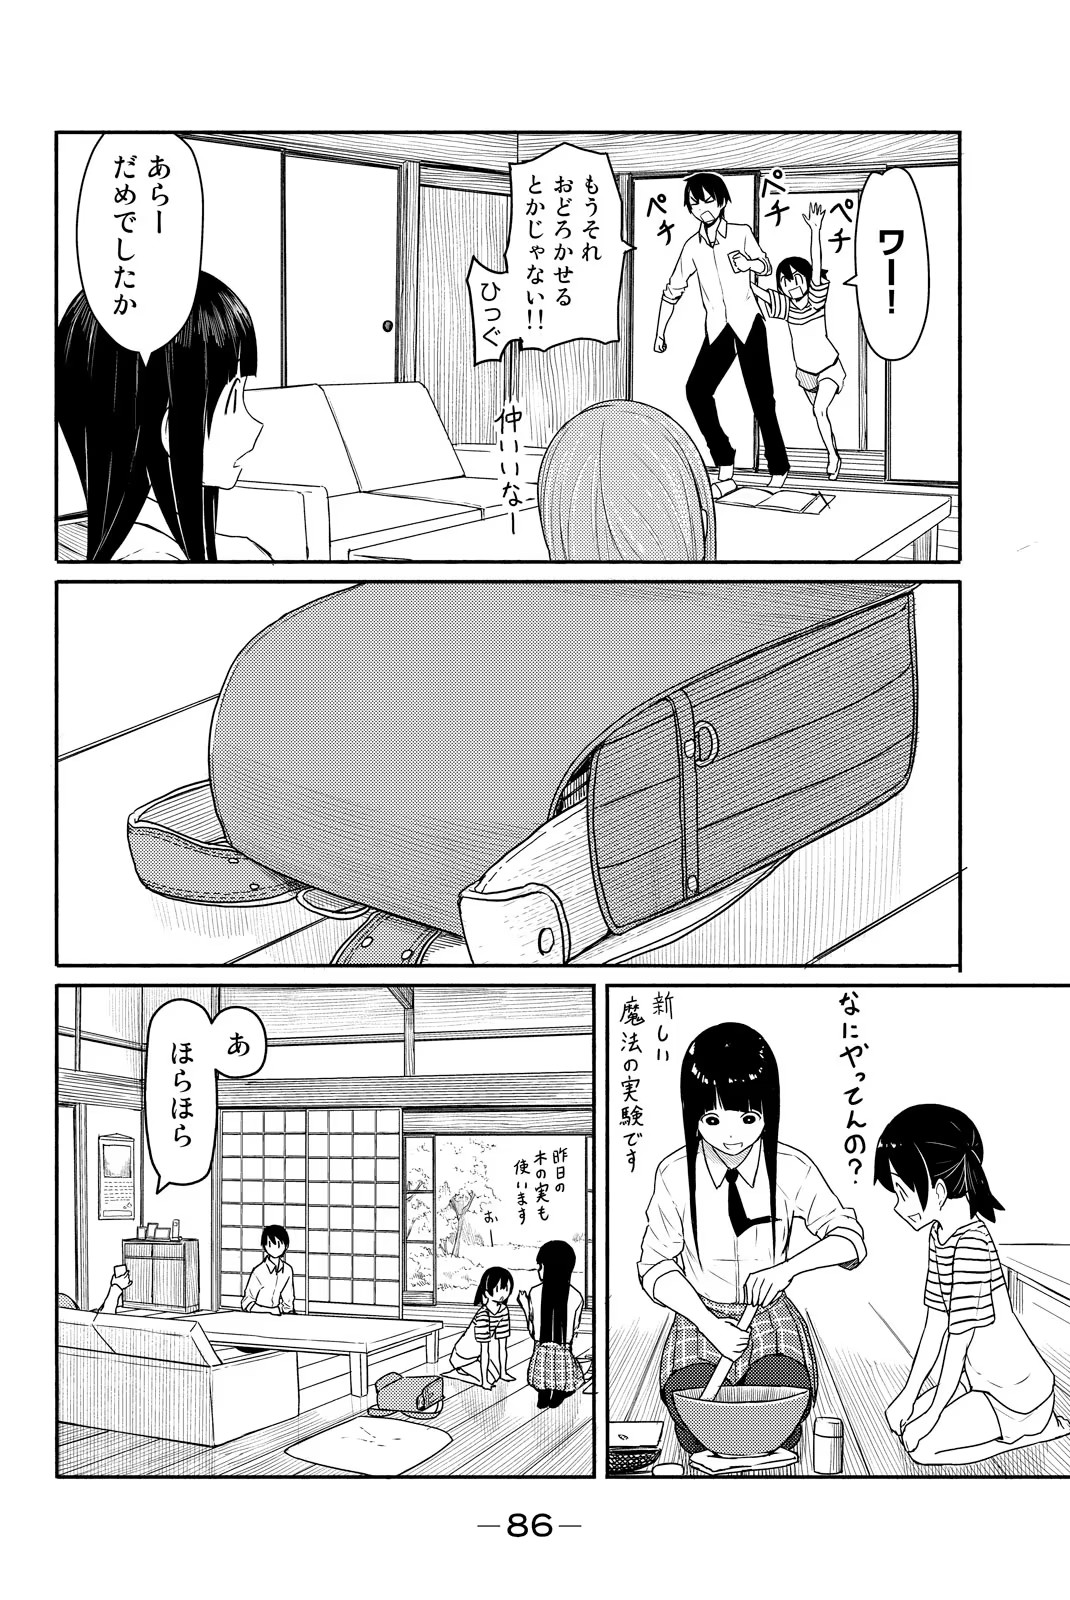 ワー!
ペチ
ペチ
ペチ
もうそれ
おどろかせる
とかじゃない!!
ひっぐ
仲いいなー
あらー
だめでしたか
なにやってんの?
新しい
魔法の実験です
昨日の
木の実も
使います
お
あ
ほらほら
—86—